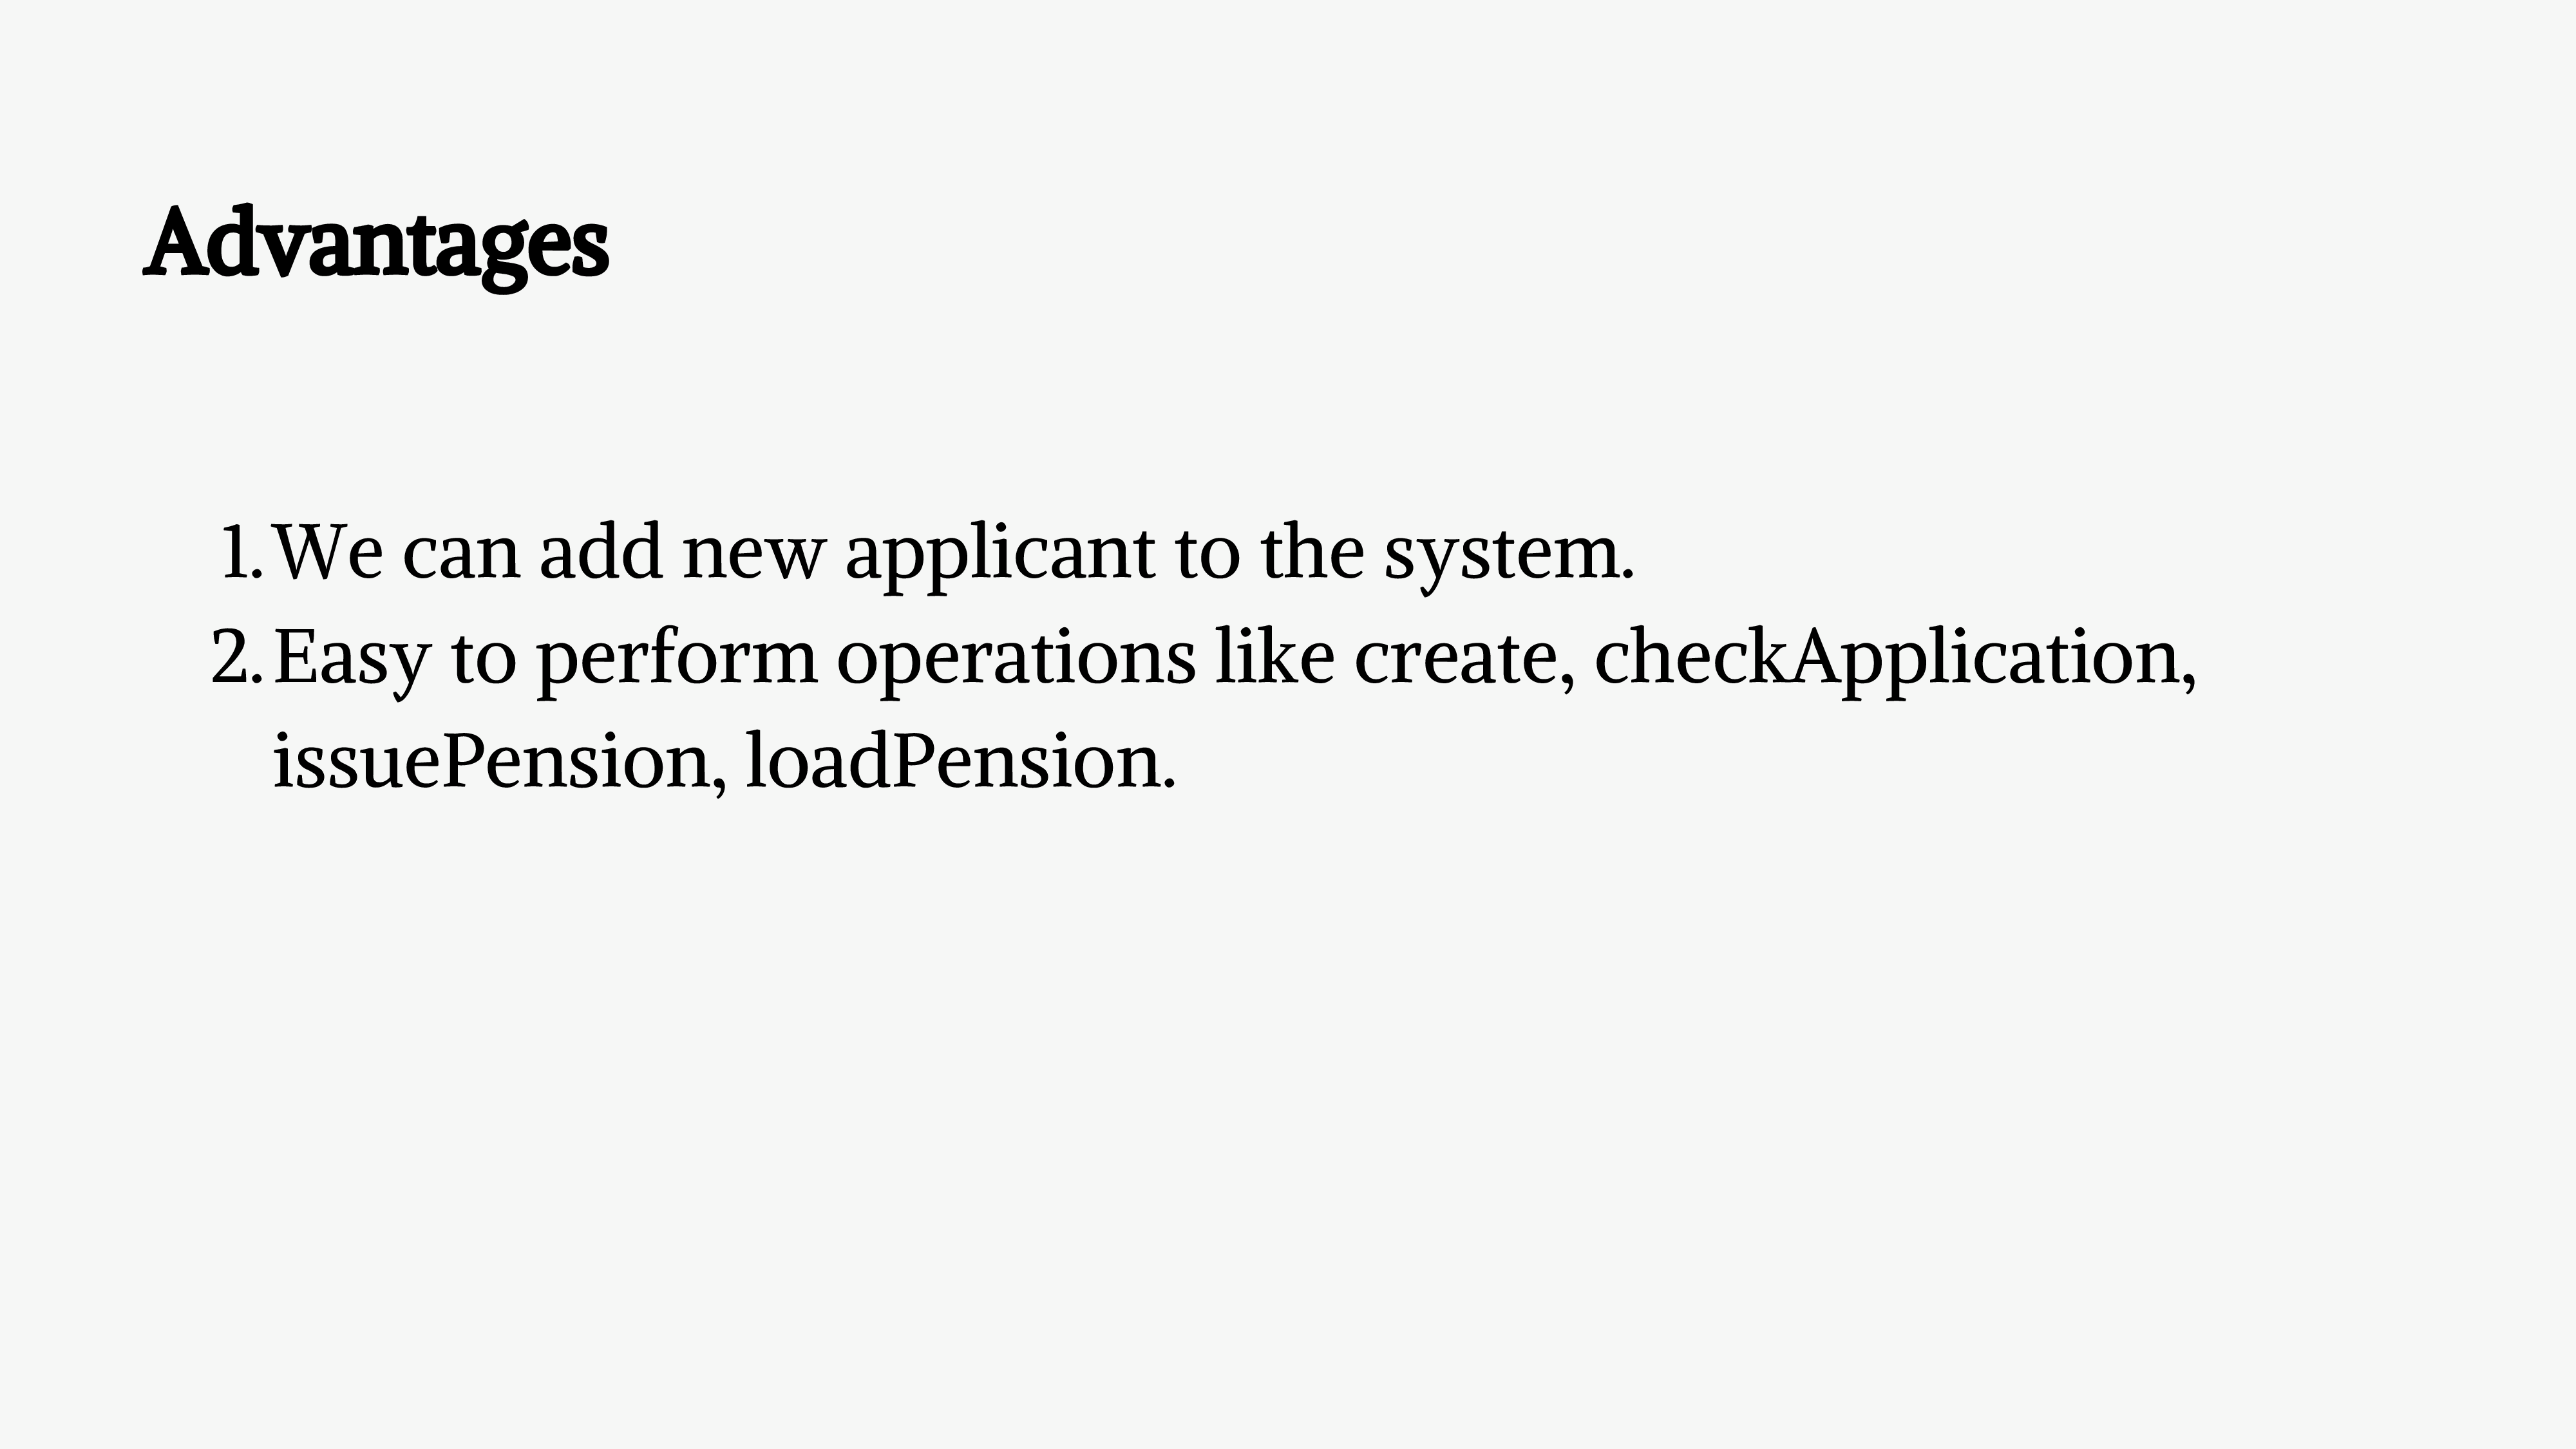 Advantages
1. We can add new applicant to the system.
2. Easy to perform operations like create, checkApplication,
issuePension, loadPension.